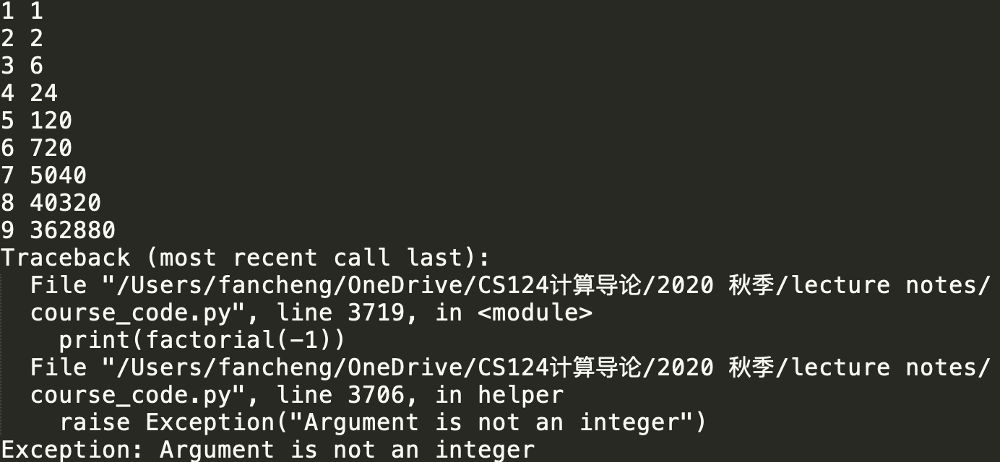 1 1
2 2
3 6
4 24
5 120
6 720
7 5040
8 40320
9 362880
Traceback (most recent call last):
  File "/Users/fancheng/OneDrive/CS124计算导论/2020 秋季/lecture notes/
  course_code.py", line 3719, in <module>
    print(factorial(-1))
  File "/Users/fancheng/OneDrive/CS124计算导论/2020 秋季/lecture notes/
  course_code.py", line 3706, in helper
    raise Exception("Argument is not an integer")
Exception: Argument is not an integer